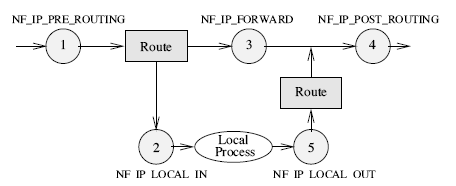 NF_IP_PRE_ROUTING NF_IP_FORWARD NF_IP_POST_ROUTING
1 Route 3 4
Route
2 Local Process 5
NF_IP_LOCAL_IN NF_IP_LOCAL_OUT